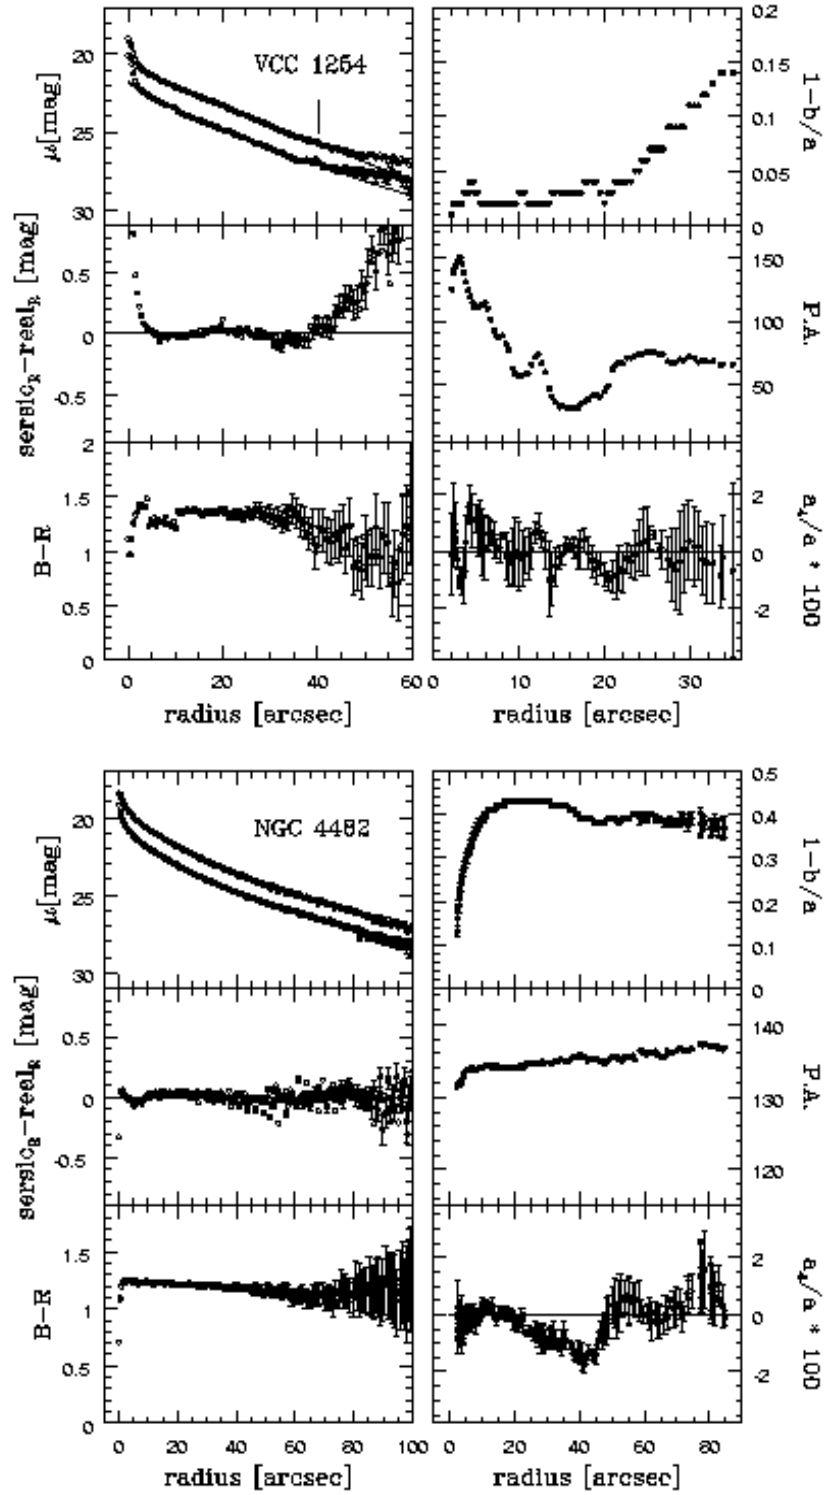 VCC 1254
μ[mag]
20
25
30
0.2
0.15
0.1
0.05
0
1-b/a
sersic_R-real_R [mag]
0.5
0
-0.5
150
100
50
P.A.
B-R
2
1.5
1
0.5
0
2
0
-2
a_4/a * 100
0 20 40 60
0 10 20 30
radius [arcsec]
radius [arcsec]
NGC 4482
μ[mag]
20
25
30
0.5
0.4
0.3
0.2
0.1
0
1-b/a
sersic_R-real_R [mag]
0.5
0
-0.5
140
130
120
P.A.
B-R
1.5
1
0.5
0
2
0
-2
a_4/a * 100
0 20 40 60 80 100
0 20 40 60 80
radius [arcsec]
radius [arcsec]